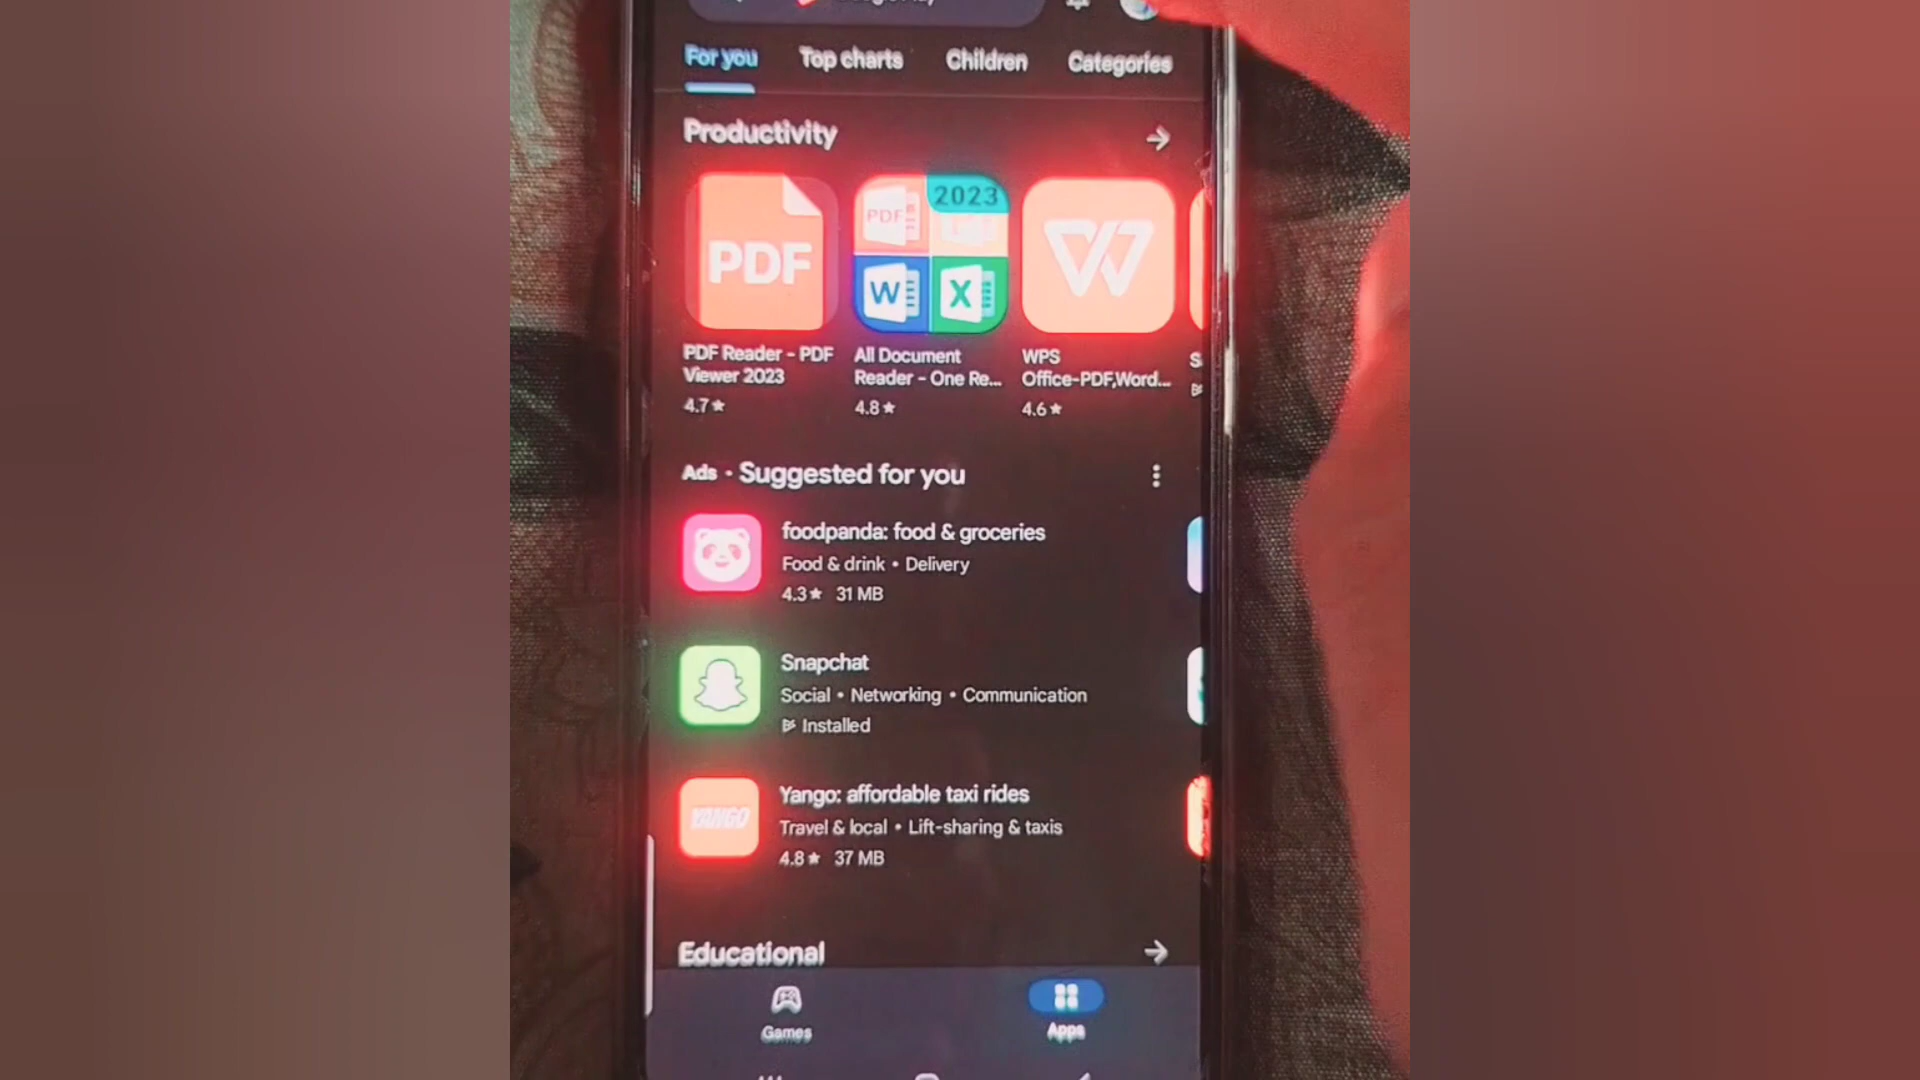 For you Top charts Children Categories
Productivity
PDF
PDF
2023
W
X
W
PDF Reader - PDF
Viewer 2023
4.7★
All Document
Reader - One Re...
4.8★
WPS
Office-PDF,Word...
4.6★
S
Ads · Suggested for you
foodpanda: food & groceries
Food & drink • Delivery
4.3★ 31 MB
Snapchat
Social • Networking • Communication
Installed
YANGO
Yango: affordable taxi rides
Travel & local • Lift-sharing & taxis
4.8★ 37 MB
Educational
Games
Apps